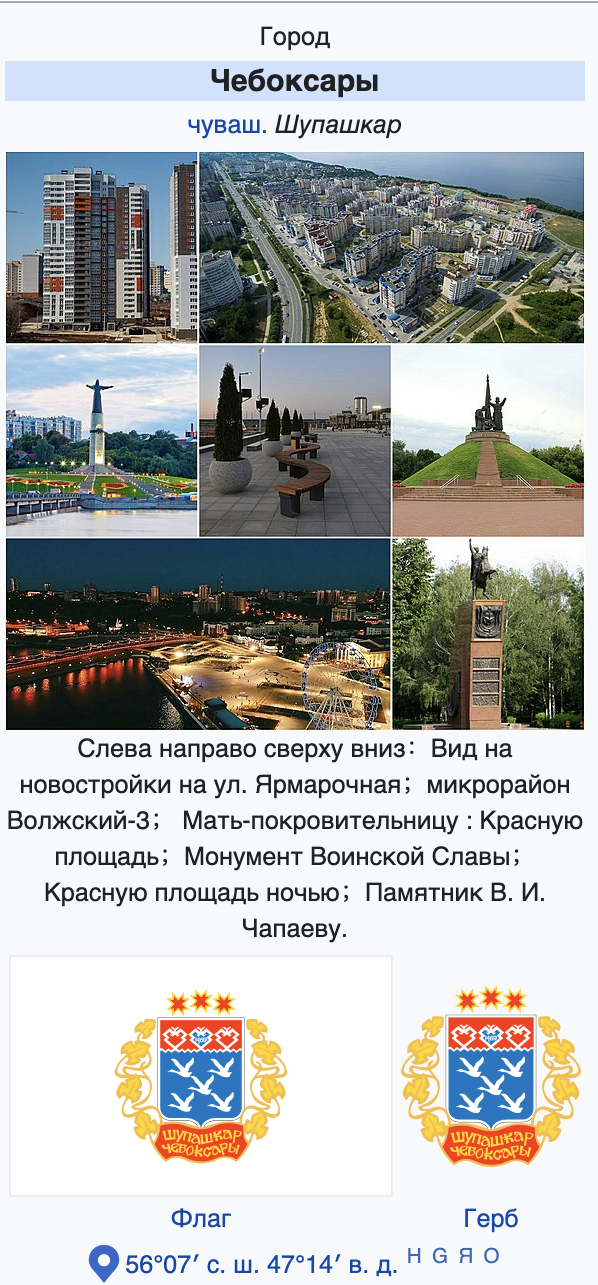 Город
Чебоксары
чуваш. Шупашкар
Слева направо сверху вниз: Вид на
новостройки на ул. Ярмарочная; микрорайон
Волжский-3; Мать-покровительницу : Красную
площадь; Монумент Воинской Славы;
Красную площадь ночью; Памятник В. И.
Чапаеву.
ШУПАШКАР
ЧЕБОКСАРЫ
ШУПАШКАР
ЧЕБОКСАРЫ
Флаг
Герб
56°07′ с. ш. 47°14′ в. д. H G Я O